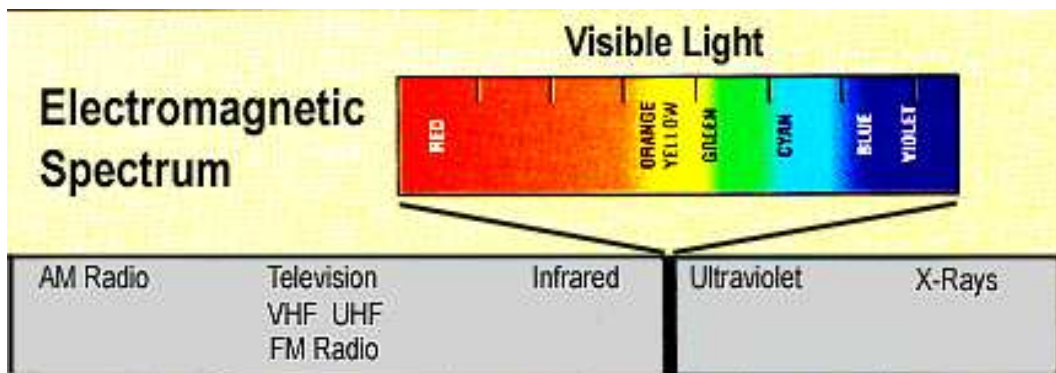 Visible Light
Electromagnetic
Spectrum
RED
ORANGE
YELLOW
GREEN
CYAN
BLUE
VIOLET
AM Radio
Television
VHF UHF
FM Radio
Infrared
Ultraviolet
X-Rays